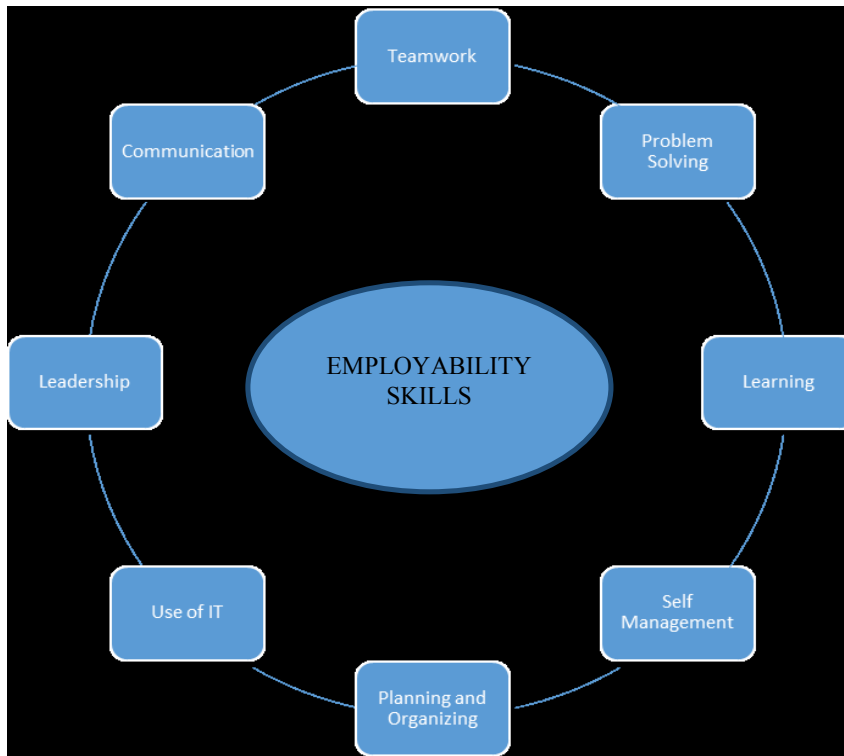 Teamwork
Problem
Solving
Learning
Self
Management
Planning and
Organizing
Use of IT
Leadership
Communication
EMPLOYABILITY
SKILLS